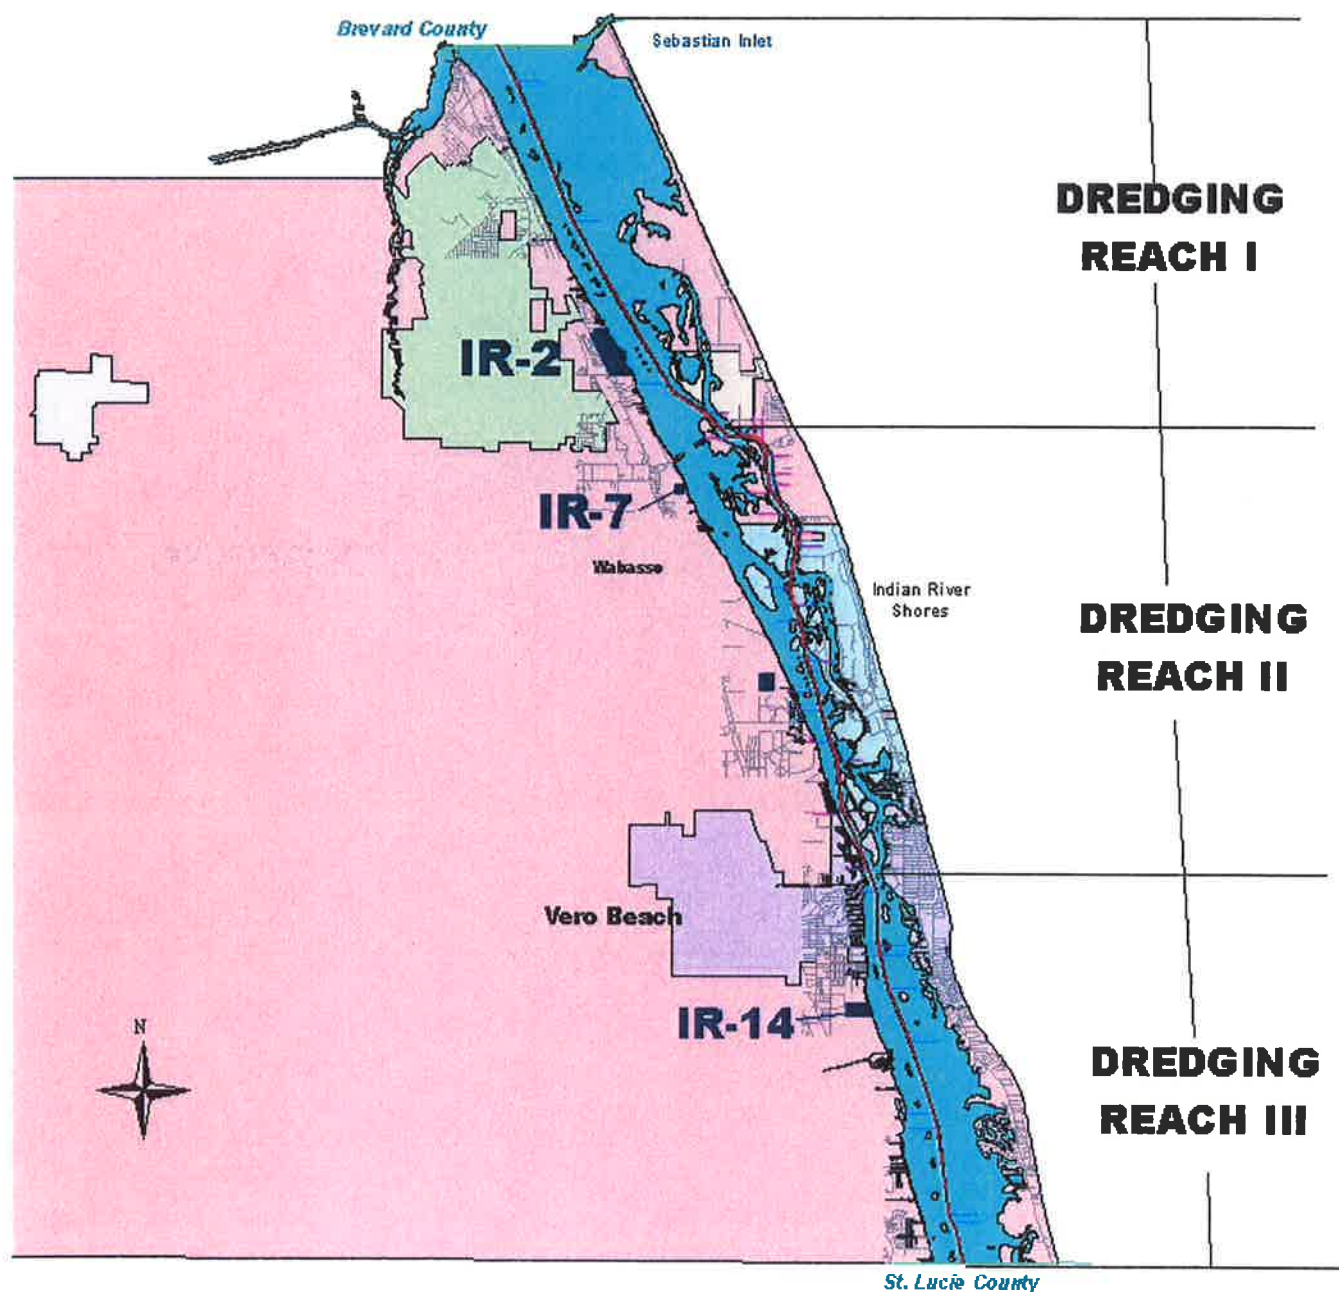 Brevard County
Sebastian Inlet
DREDGING
REACH I
IR-2
IR-7
Wabasso
Indian River
Shores
DREDGING
REACH II
Vero Beach
IR-14
N
DREDGING
REACH III
St. Lucie County